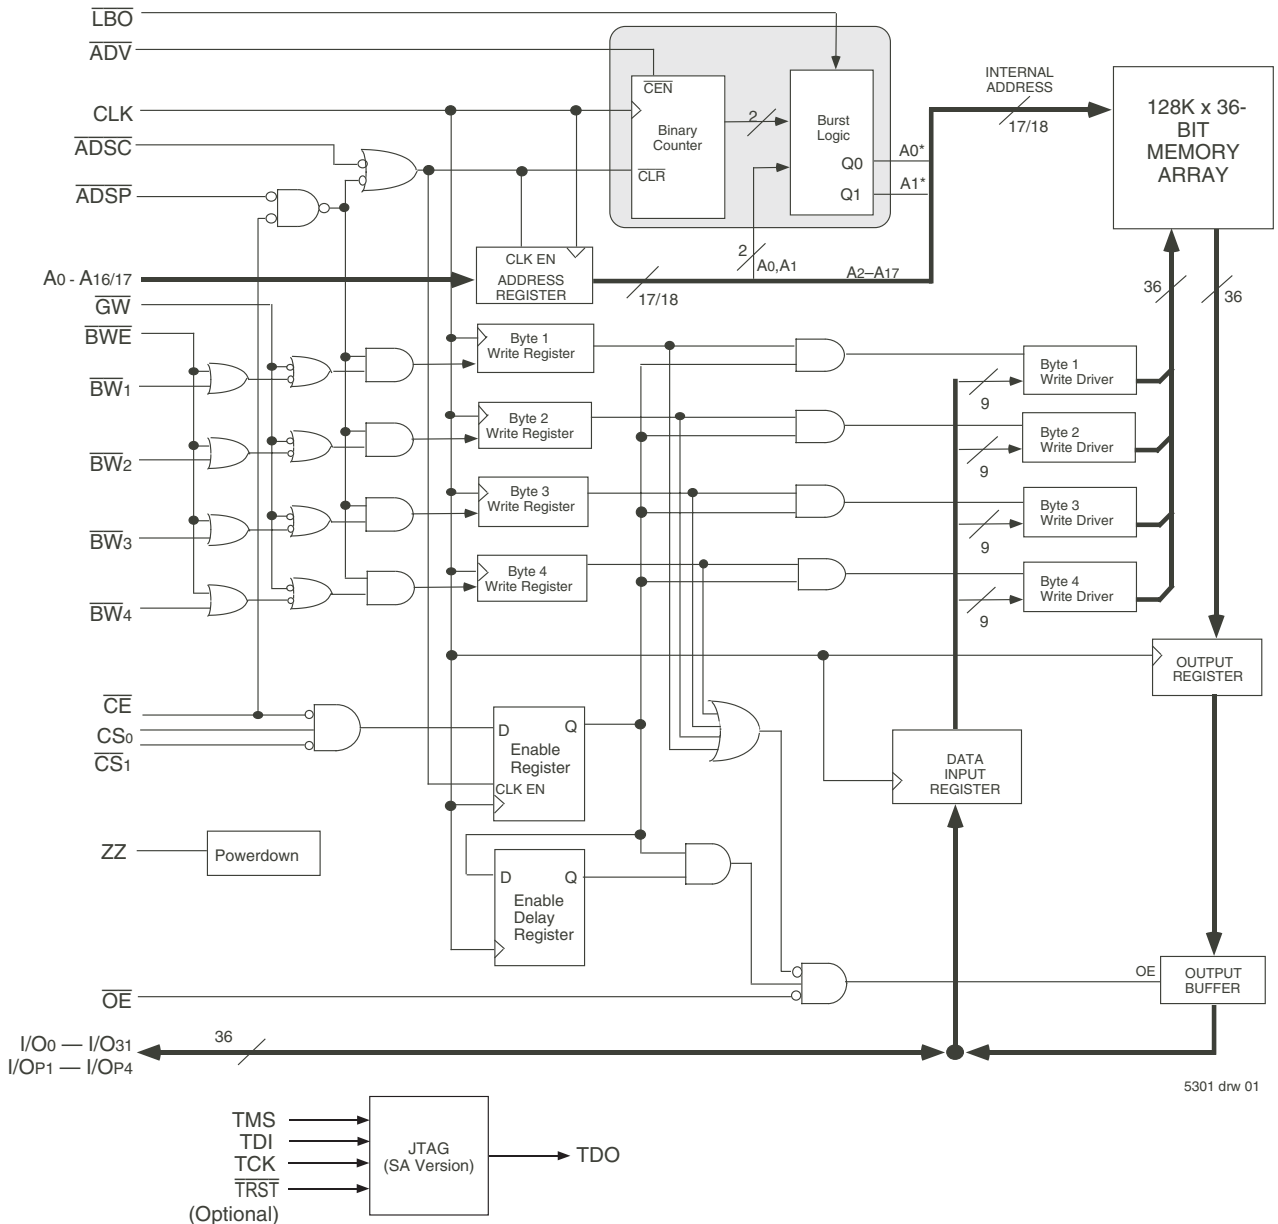 LBO
ADV
CLK
ADSC
ADSP
A0 - A16/17
GW
BWE
BW1
BW2
BW3
BW4
CE
CS0
CS1
ZZ
Powerdown
OE
I/O0 — I/O31
I/OP1 — I/OP4
36
CEN
Binary
Counter
CLR
2
Burst
Logic
Q0
Q1
A0*
A1*
INTERNAL
ADDRESS
17/18
128K x 36-
BIT
MEMORY
ARRAY
CLK EN
ADDRESS
REGISTER
17/18
2
A0,A1
A2–A17
36
36
Byte 1
Write Register
Byte 2
Write Register
Byte 3
Write Register
Byte 4
Write Register
9
Byte 1
Write Driver
9
Byte 2
Write Driver
9
Byte 3
Write Driver
9
Byte 4
Write Driver
OUTPUT
REGISTER
D
Q
Enable
Register
CLK EN
DATA
INPUT
REGISTER
D
Q
Enable
Delay
Register
OE
OUTPUT
BUFFER
5301 drw 01
TMS
TDI
TCK
TRST
(Optional)
JTAG
(SA Version)
TDO